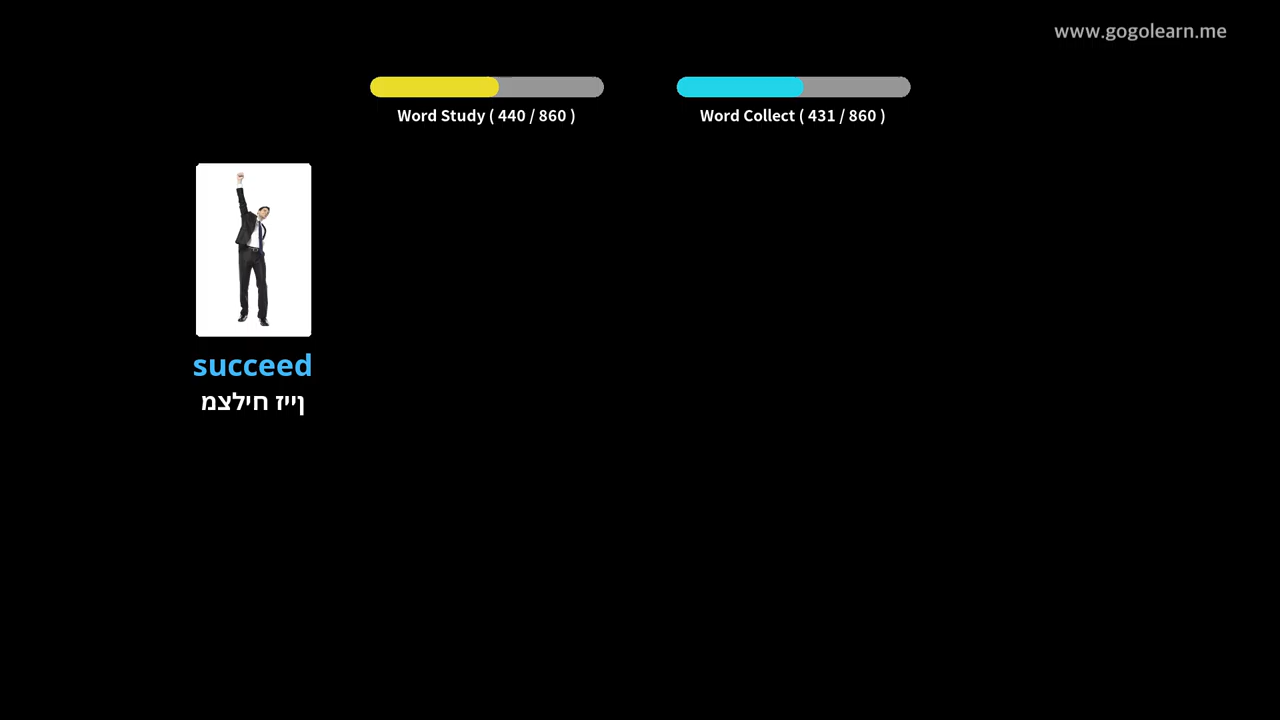 www.gogolearn.me
Word Study ( 440 / 860 )
Word Collect ( 431 / 860 )
succeed
מצליח זיין